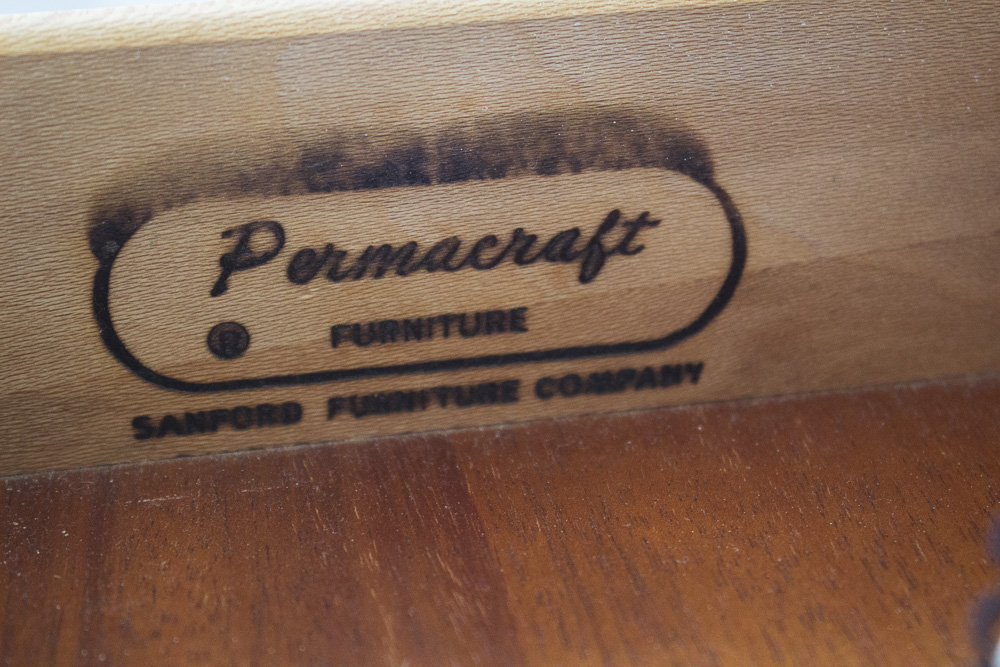 Permacraft
® FURNITURE
SANFORD FURNITURE COMPANY